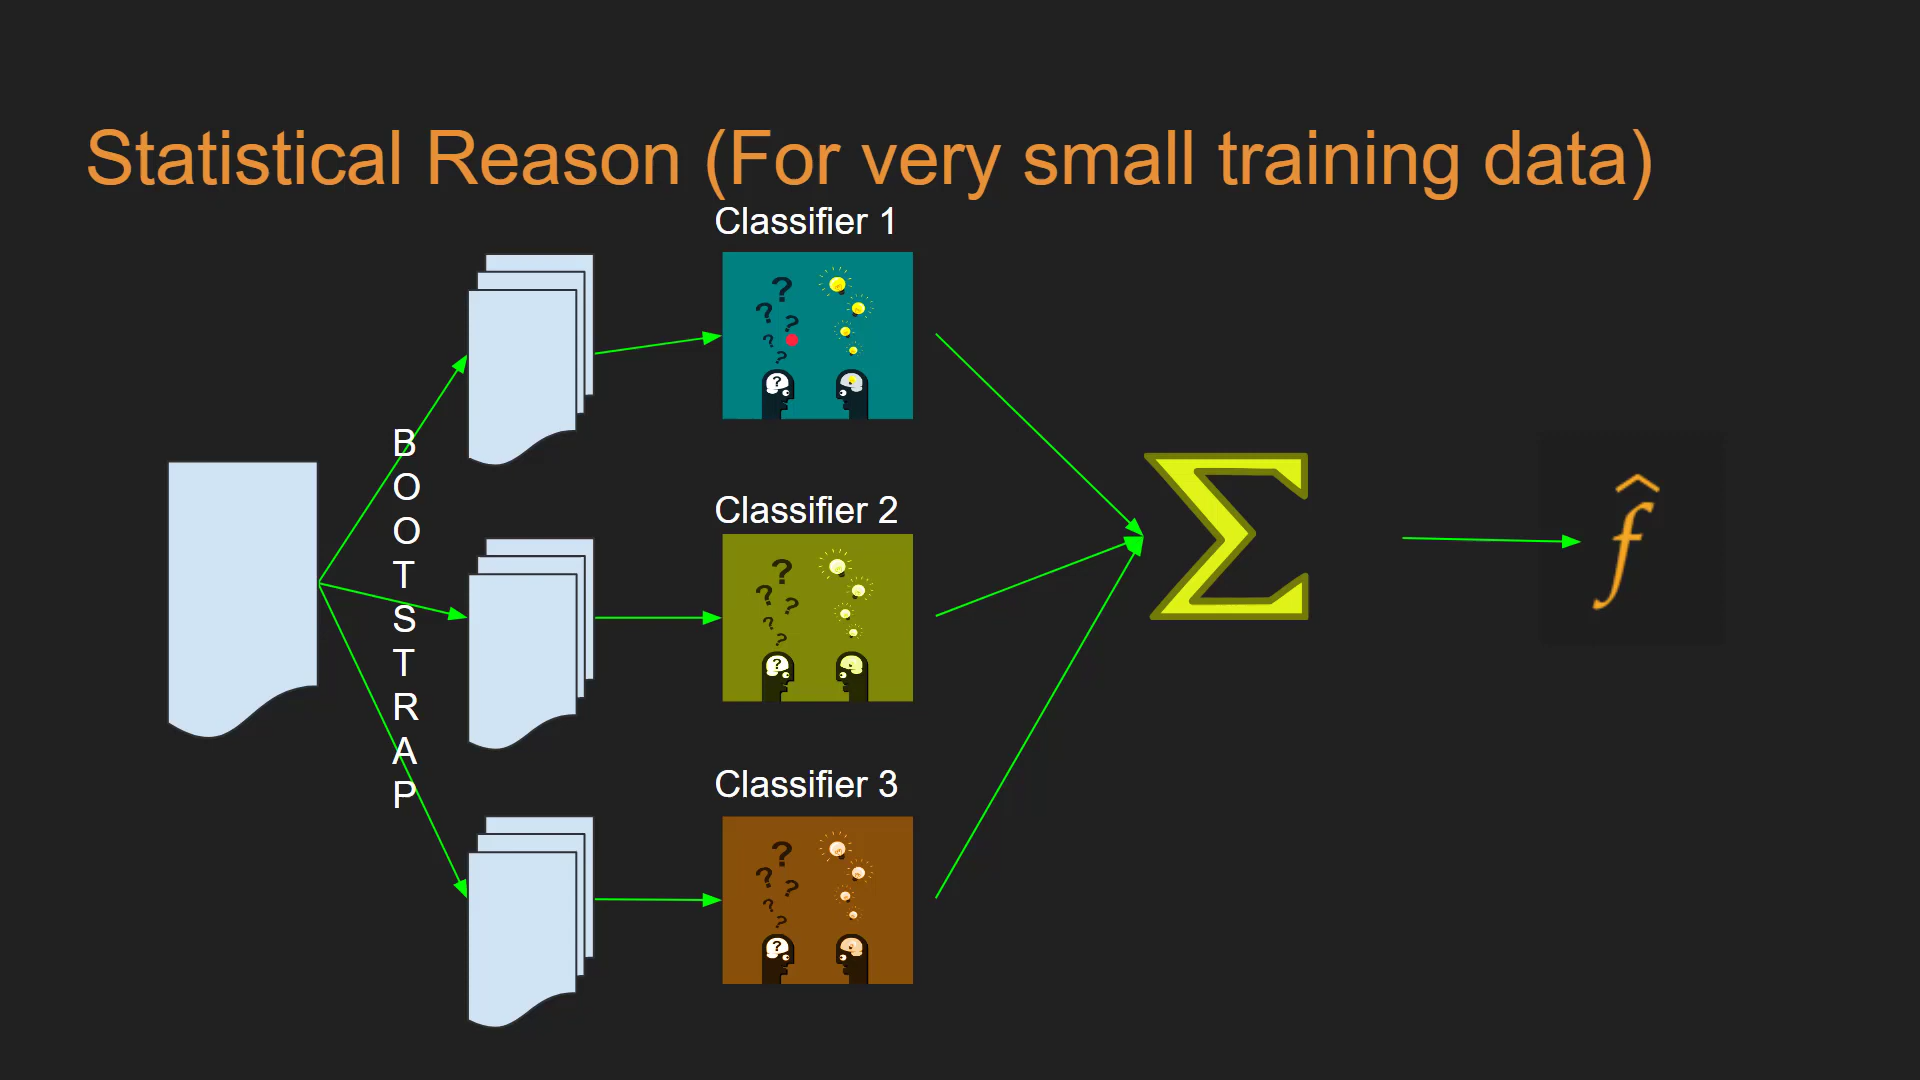 Statistical Reason (For very small training data)
BOOTSTRAP
Classifier 1
? ? ? ? ? ?
Classifier 2
? ? ? ? ? ?
Classifier 3
? ? ? ? ? ?
Σ
f̂